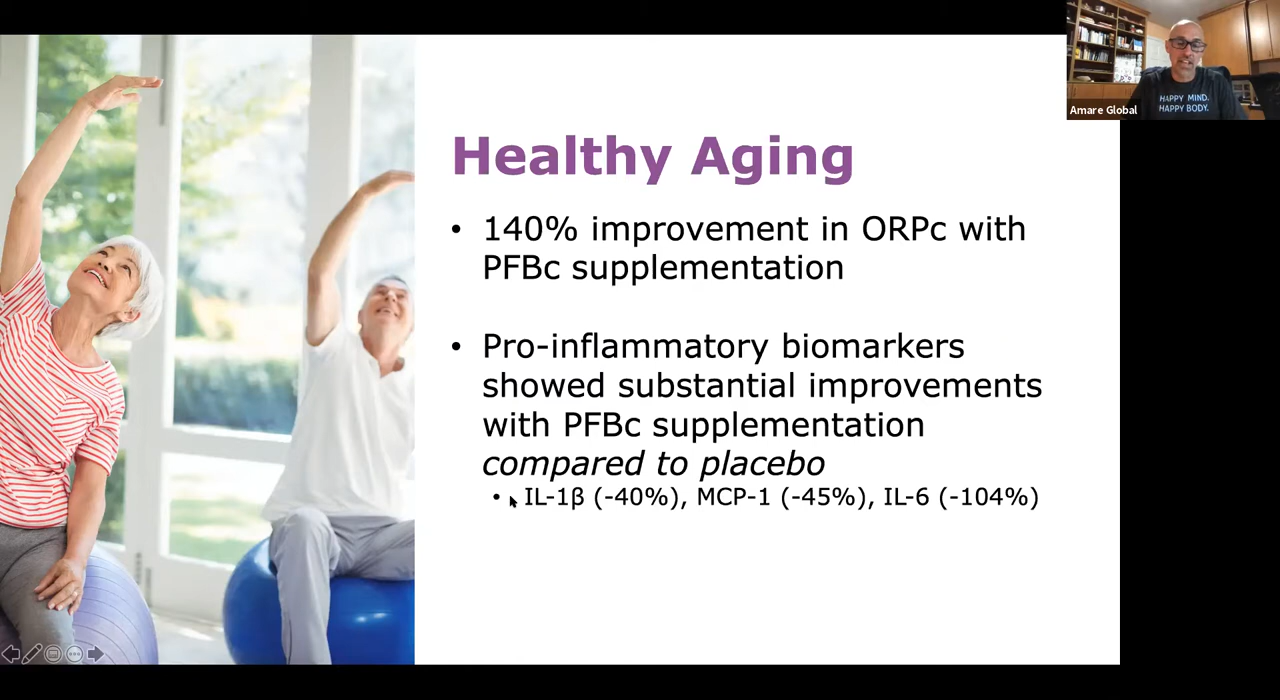 Amare Global
HAPPY MIND.
HAPPY BODY.
Healthy Aging
• 140% improvement in ORPc with
PFBc supplementation
• Pro-inflammatory biomarkers
showed substantial improvements
with PFBc supplementation
compared to placebo
• IL-1β (-40%), MCP-1 (-45%), IL-6 (-104%)